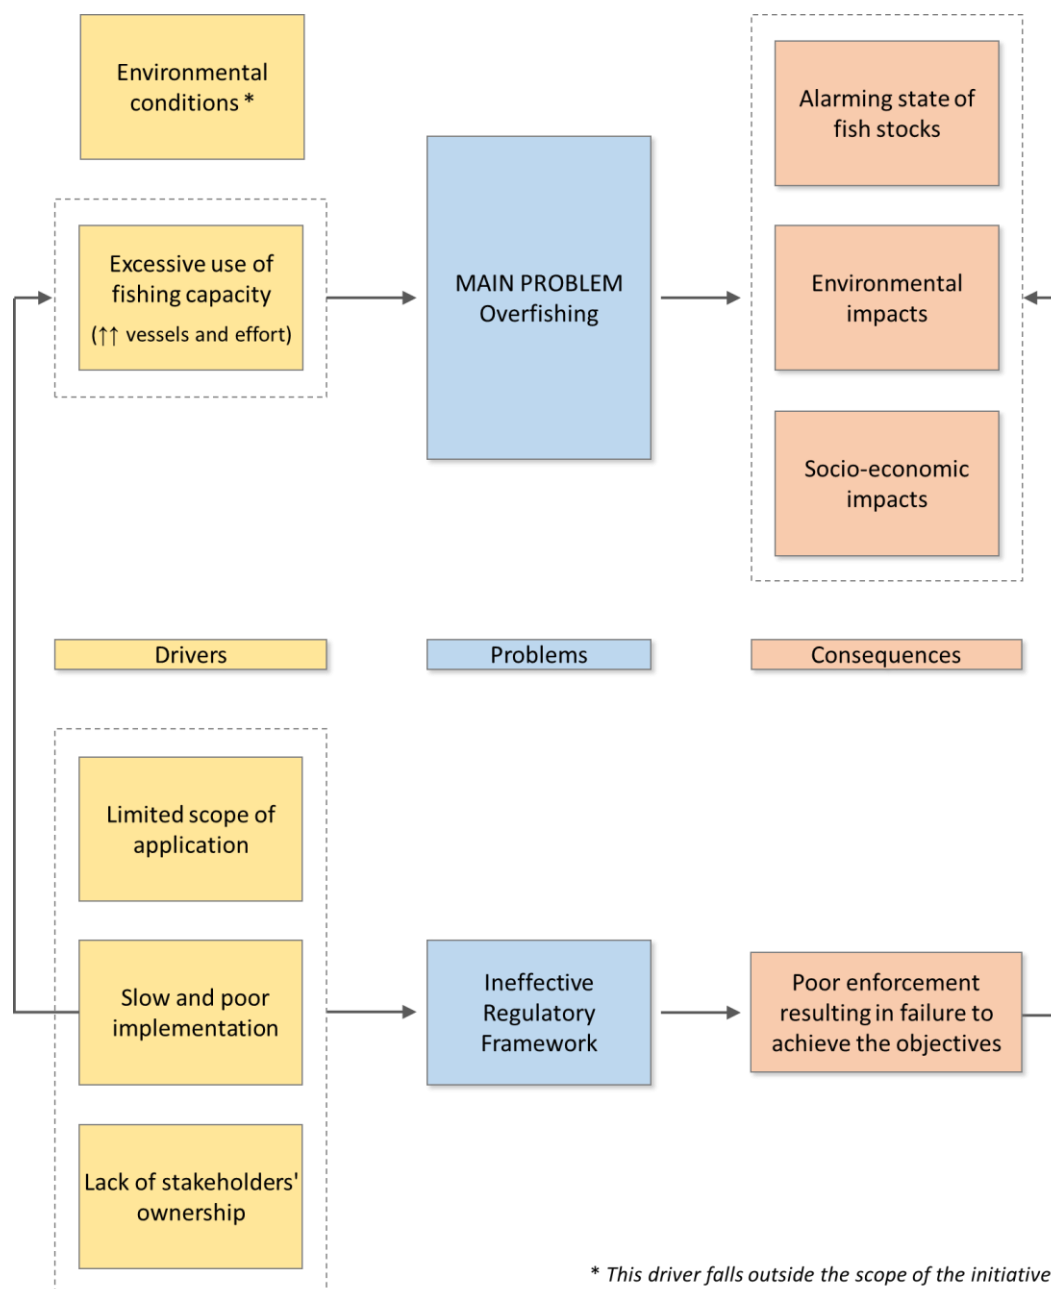 Environmental
conditions *
Excessive use of
fishing capacity
(↑↑ vessels and effort)
MAIN PROBLEM
Overfishing
Alarming state of
fish stocks
Environmental
impacts
Socio-economic
impacts
Drivers
Problems
Consequences
Limited scope of
application
Slow and poor
implementation
Lack of stakeholders'
ownership
Ineffective
Regulatory
Framework
Poor enforcement
resulting in failure to
achieve the objectives
* This driver falls outside the scope of the initiative